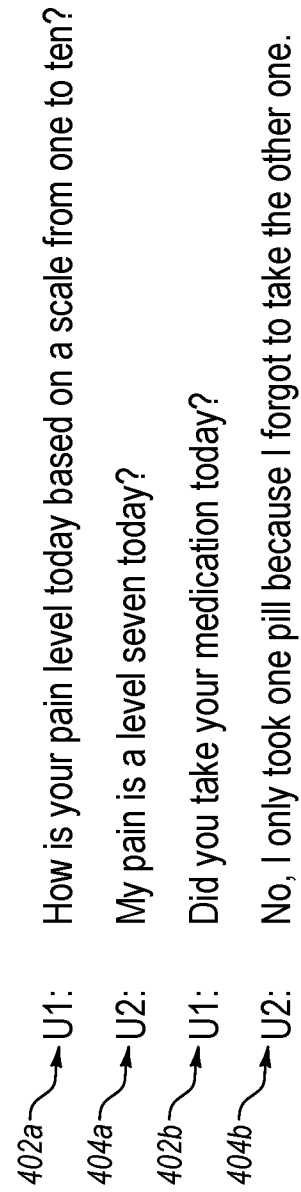 402a U1: How is your pain level today based on a scale from one to ten?
404a U2: My pain is a level seven today?
402b U1: Did you take your medication today?
404b U2: No, I only took one pill because I forgot to take the other one.